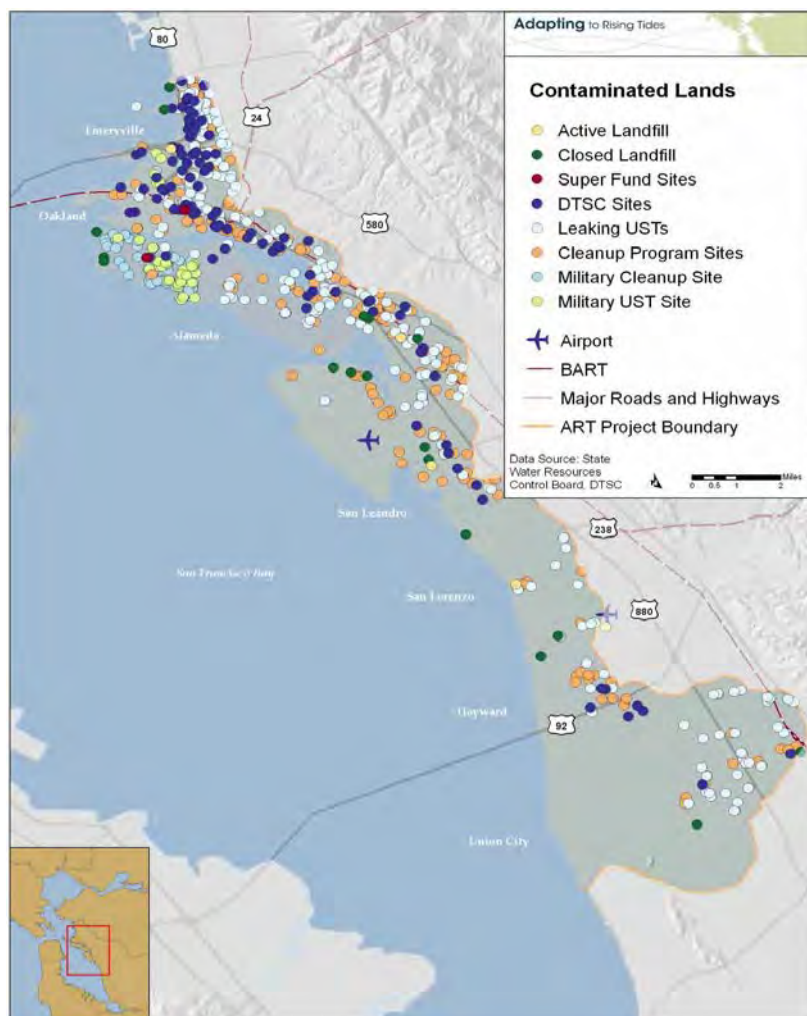 Adapting to Rising Tides
Contaminated Lands
Active Landfill
Closed Landfill
Super Fund Sites
DTSC Sites
Leaking USTs
Cleanup Program Sites
Military Cleanup Site
Military UST Site
Airport
BART
Major Roads and Highways
ART Project Boundary
Data Source: State
Water Resources
Control Board, DTSC
Miles
0 0.5 1 2
80
Emeryville
24
580
Oakland
Alameda
San Leandro
238
San Francisco Bay
San Lorenzo
880
Hayward
92
Union City